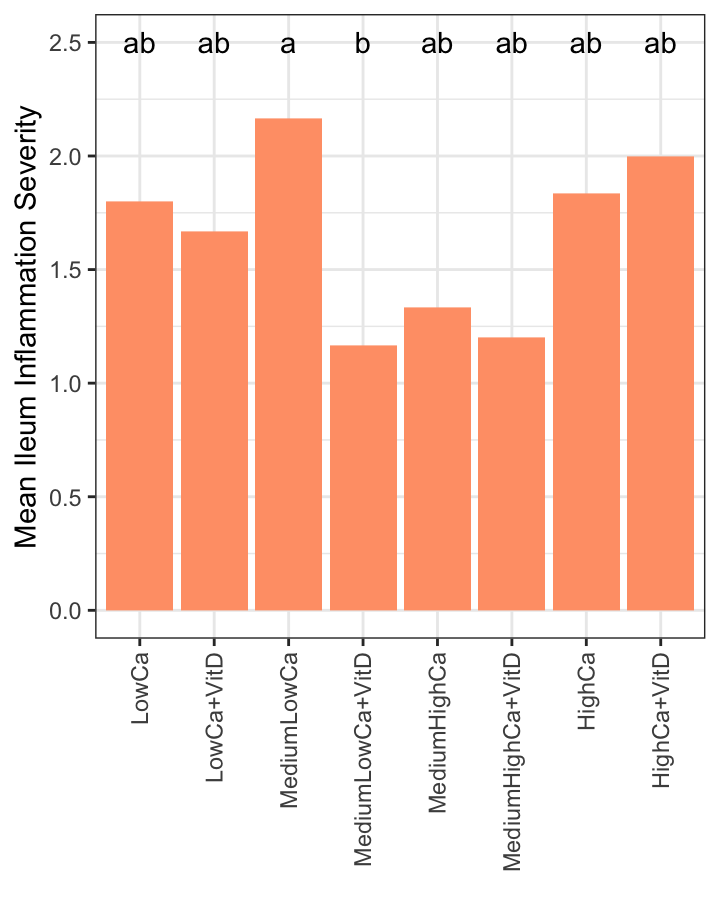 Mean Ileum Inflammation Severity
2.5
2.0
1.5
1.0
0.5
0.0
ab ab a b ab ab ab ab
LowCa
LowCa+VitD
MediumLowCa
MediumLowCa+VitD
MediumHighCa
MediumHighCa+VitD
HighCa
HighCa+VitD